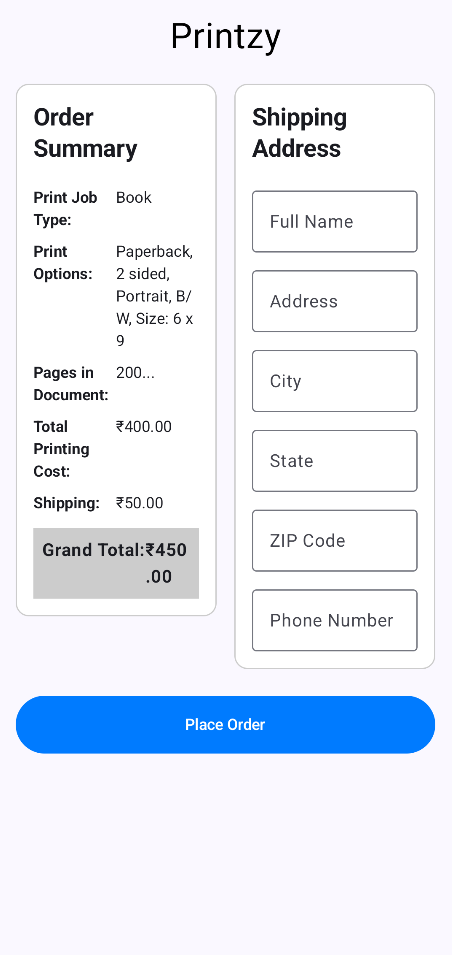 Printzy
Order
Summary
Print Job
Type:
Book
Print
Options:
Paperback,
2 sided,
Portrait, B/
W, Size: 6 x
9
Pages in
Document:
200...
Total
Printing
Cost:
₹400.00
Shipping:
₹50.00
Grand Total:₹450
.00
Shipping
Address
Full Name
Address
City
State
ZIP Code
Phone Number
Place Order